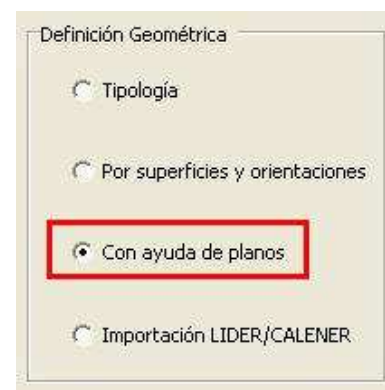 Definición Geométrica
Tipología
Por superficies y orientaciones
Con ayuda de planos
Importación LIDER/CALENER